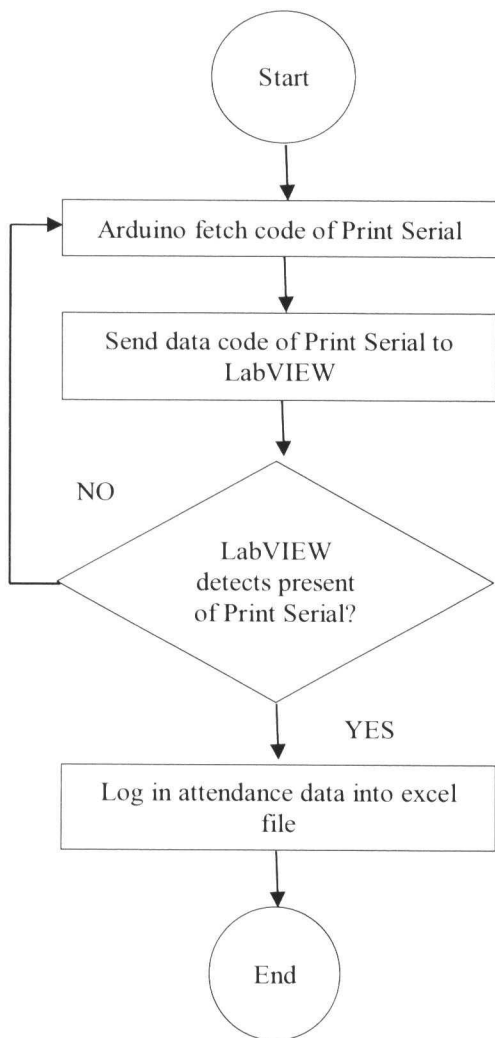 Start
Arduino fetch code of Print Serial
Send data code of Print Serial to
LabVIEW
NO
LabVIEW
detects present
of Print Serial?
YES
Log in attendance data into excel
file
End